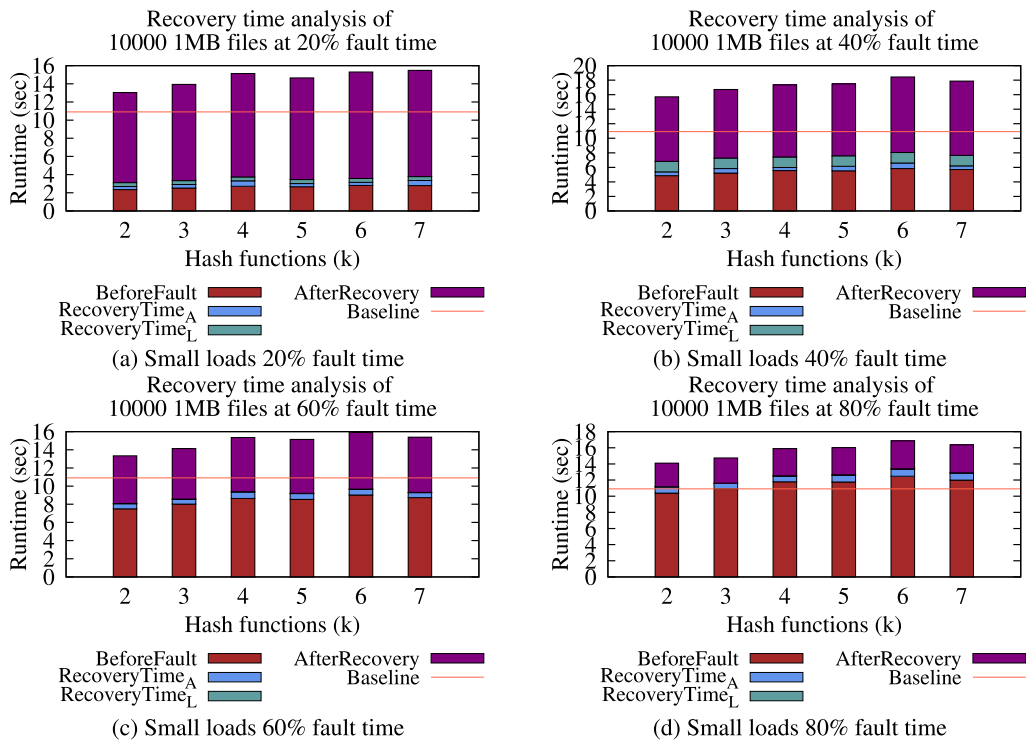 Recovery time analysis of
10000 1MB files at 20% fault time
Runtime (sec)
16
14
12
10
8
6
4
2
0
2 3 4 5 6 7
Hash functions (k)
BeforeFault
RecoveryTimeA
RecoveryTimeL
AfterRecovery
Baseline
(a) Small loads 20% fault time
Recovery time analysis of
10000 1MB files at 40% fault time
Runtime (sec)
20
18
16
14
12
10
8
6
4
2
0
2 3 4 5 6 7
Hash functions (k)
BeforeFault
RecoveryTimeA
RecoveryTimeL
AfterRecovery
Baseline
(b) Small loads 40% fault time
Recovery time analysis of
10000 1MB files at 60% fault time
Runtime (sec)
16
14
12
10
8
6
4
2
0
2 3 4 5 6 7
Hash functions (k)
BeforeFault
RecoveryTimeA
RecoveryTimeL
AfterRecovery
Baseline
(c) Small loads 60% fault time
Recovery time analysis of
10000 1MB files at 80% fault time
Runtime (sec)
18
16
14
12
10
8
6
4
2
0
2 3 4 5 6 7
Hash functions (k)
BeforeFault
RecoveryTimeA
RecoveryTimeL
AfterRecovery
Baseline
(d) Small loads 80% fault time